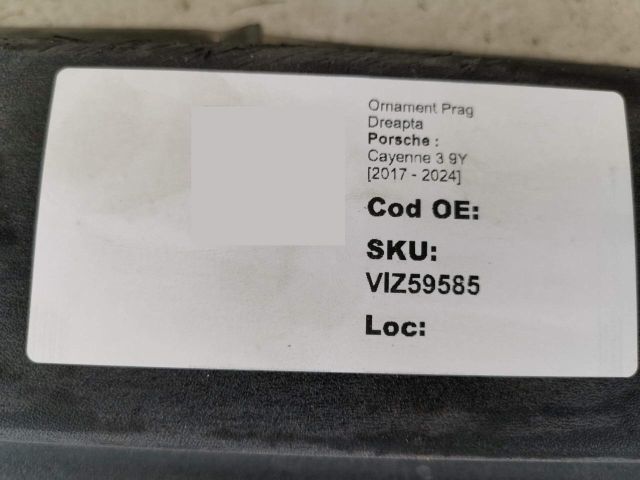 Ornament Prag
Dreapta
Porsche :
Cayenne 3 9Y
[2017 - 2024]
Cod OE:
SKU:
VIZ59585
Loc: